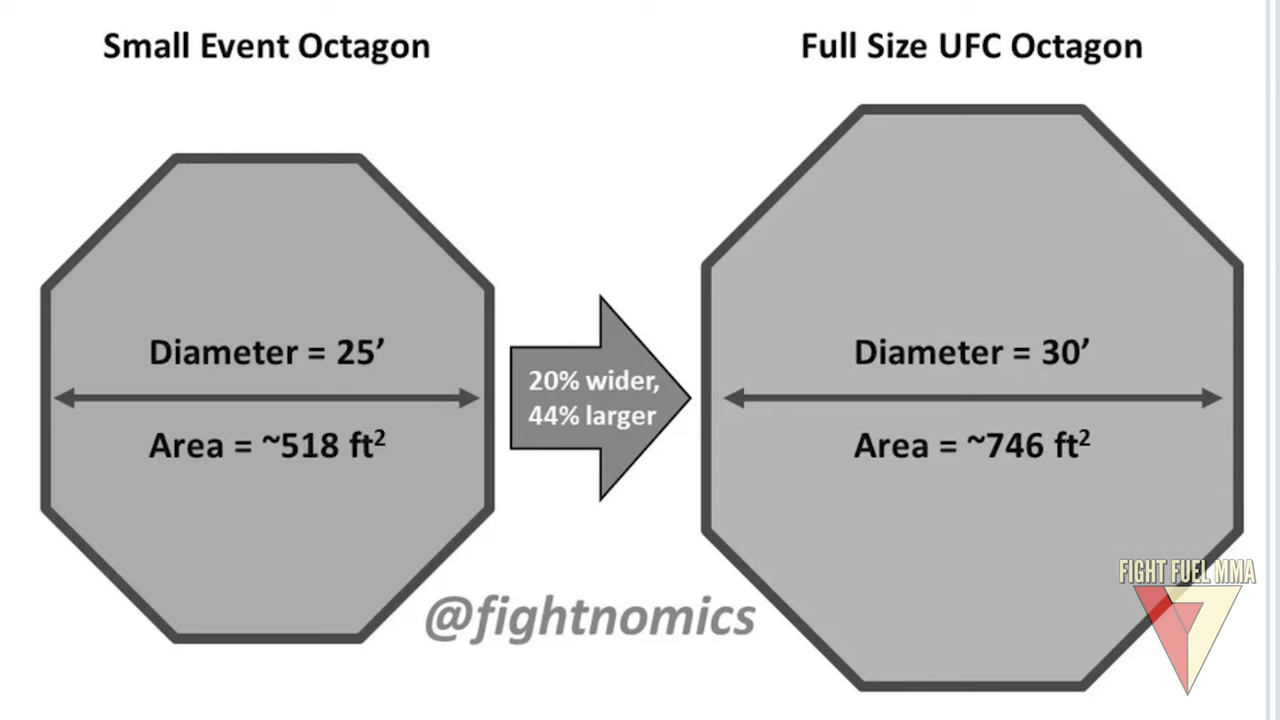 Small Event Octagon
Full Size UFC Octagon
Diameter = 25’
Area = ~518 ft²
20% wider,
44% larger
Diameter = 30’
Area = ~746 ft²
@fightnomics
FIGHT FUEL MMA